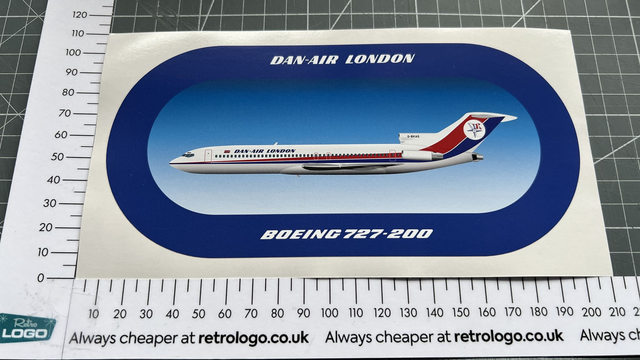 120
110
100
90
80
70
60
50
40
30
20
10
0
DAN-AIR LONDON
DAN-AIR LONDON
BOEING 727-200
10 20 30 40 50 60 70 80 90 100 110 120 130 140 150 160 170 180 190 200 210
Retro
LOGO
Always cheaper at retrologo.co.uk Always cheaper at retrologo.co.uk Always cheaper